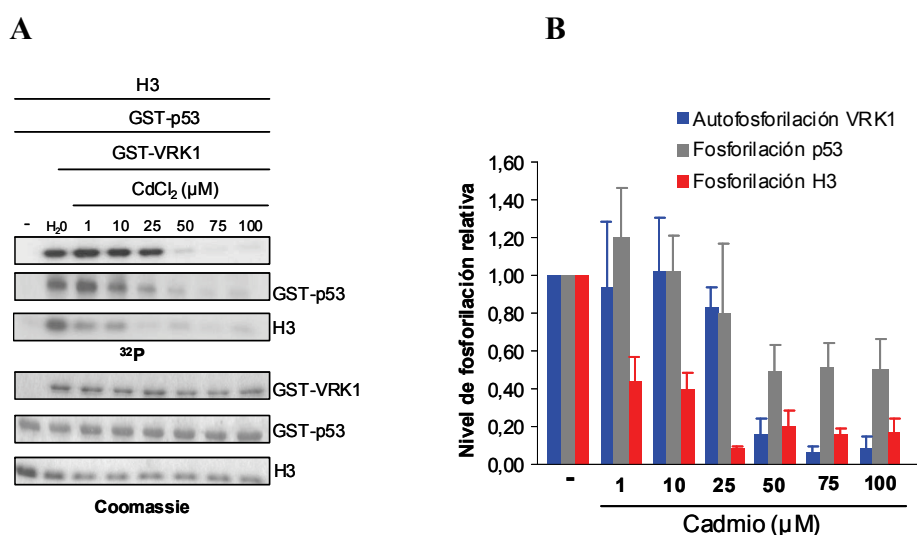 A
H3
GST-p53
GST-VRK1
CdCl₂ (µM)
- H₂0 1 10 25 50 75 100
GST-p53
H3
³²P
GST-VRK1
GST-p53
H3
Coomassie
B
Autofosforilación VRK1
Fosforilación p53
Fosforilación H3
Nivel de fosforilación relativa
1,60
1,40
1,20
1,00
0,80
0,60
0,40
0,20
0,00
- 1 10 25 50 75 100
Cadmio (µM)